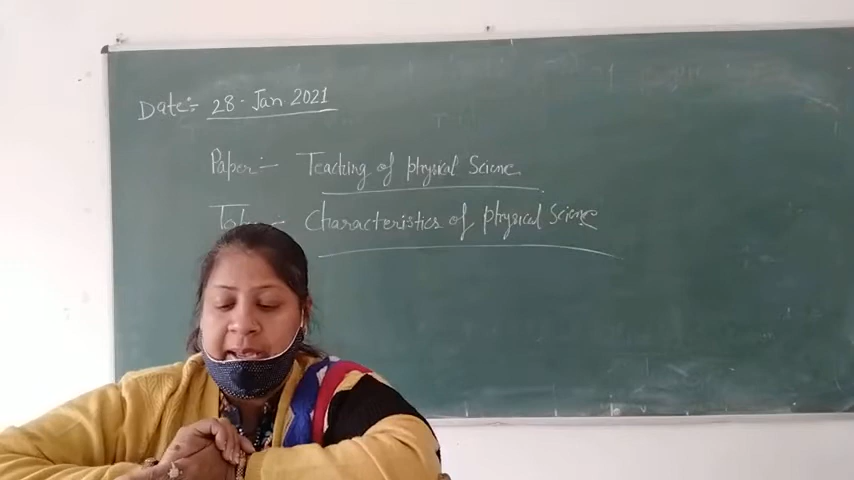 Date:- 28. Jan 2021
Paper :- Teaching of physical Science
Characteristics of physical Science